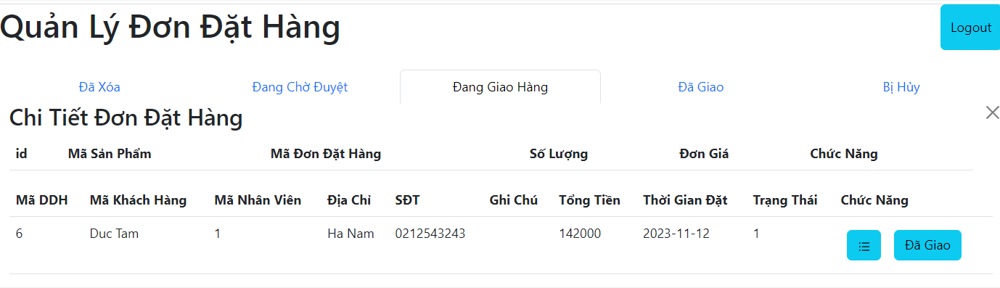 Quản Lý Đơn Đặt Hàng
Logout
Đã Xóa Đang Chờ Đuyệt Đang Giao Hàng Đã Giao Bị Hủy
Chi Tiết Đơn Đặt Hàng
id Mã Sản Phẩm Mã Đơn Đặt Hàng Số Lượng Đơn Giá Chức Năng
Mã DDH Mã Khách Hàng Mã Nhân Viên Địa Chỉ SĐT Ghi Chú Tổng Tiền Thời Gian Đặt Trạng Thái Chức Năng
6 Duc Tam 1 Ha Nam 0212543243 142000 2023-11-12 1 Đã Giao